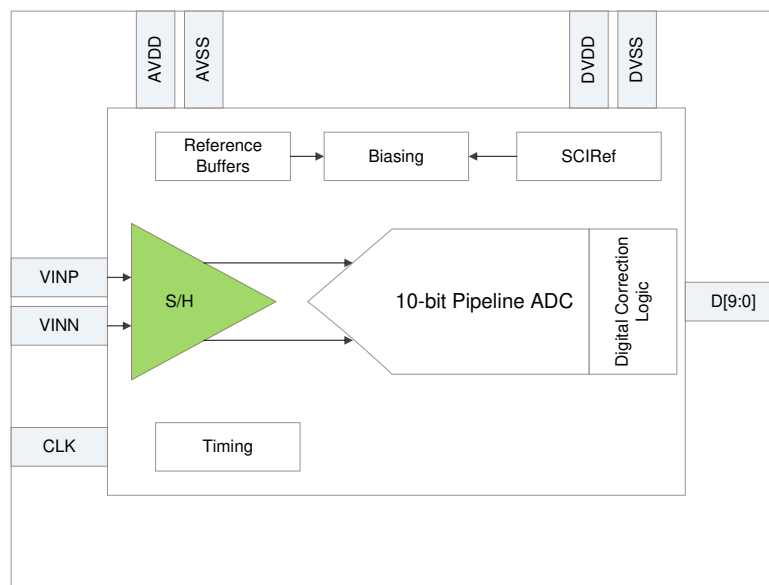 AVDD
AVSS
DVDD
DVSS
Reference
Buffers
Biasing
SCIRef
VINP
VINN
S/H
10-bit Pipeline ADC
Digital Correction
Logic
D[9:0]
CLK
Timing